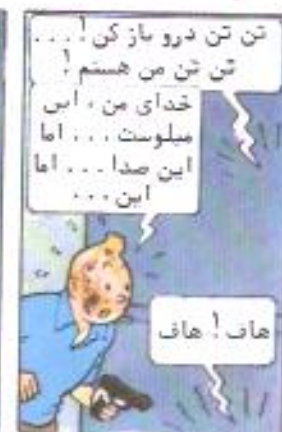 تن تن درو باز کن! ....
تن تن من هستم!
خدای من، این
میلوست .... اما
این صدا .... اما
این ....
هاف! هاف